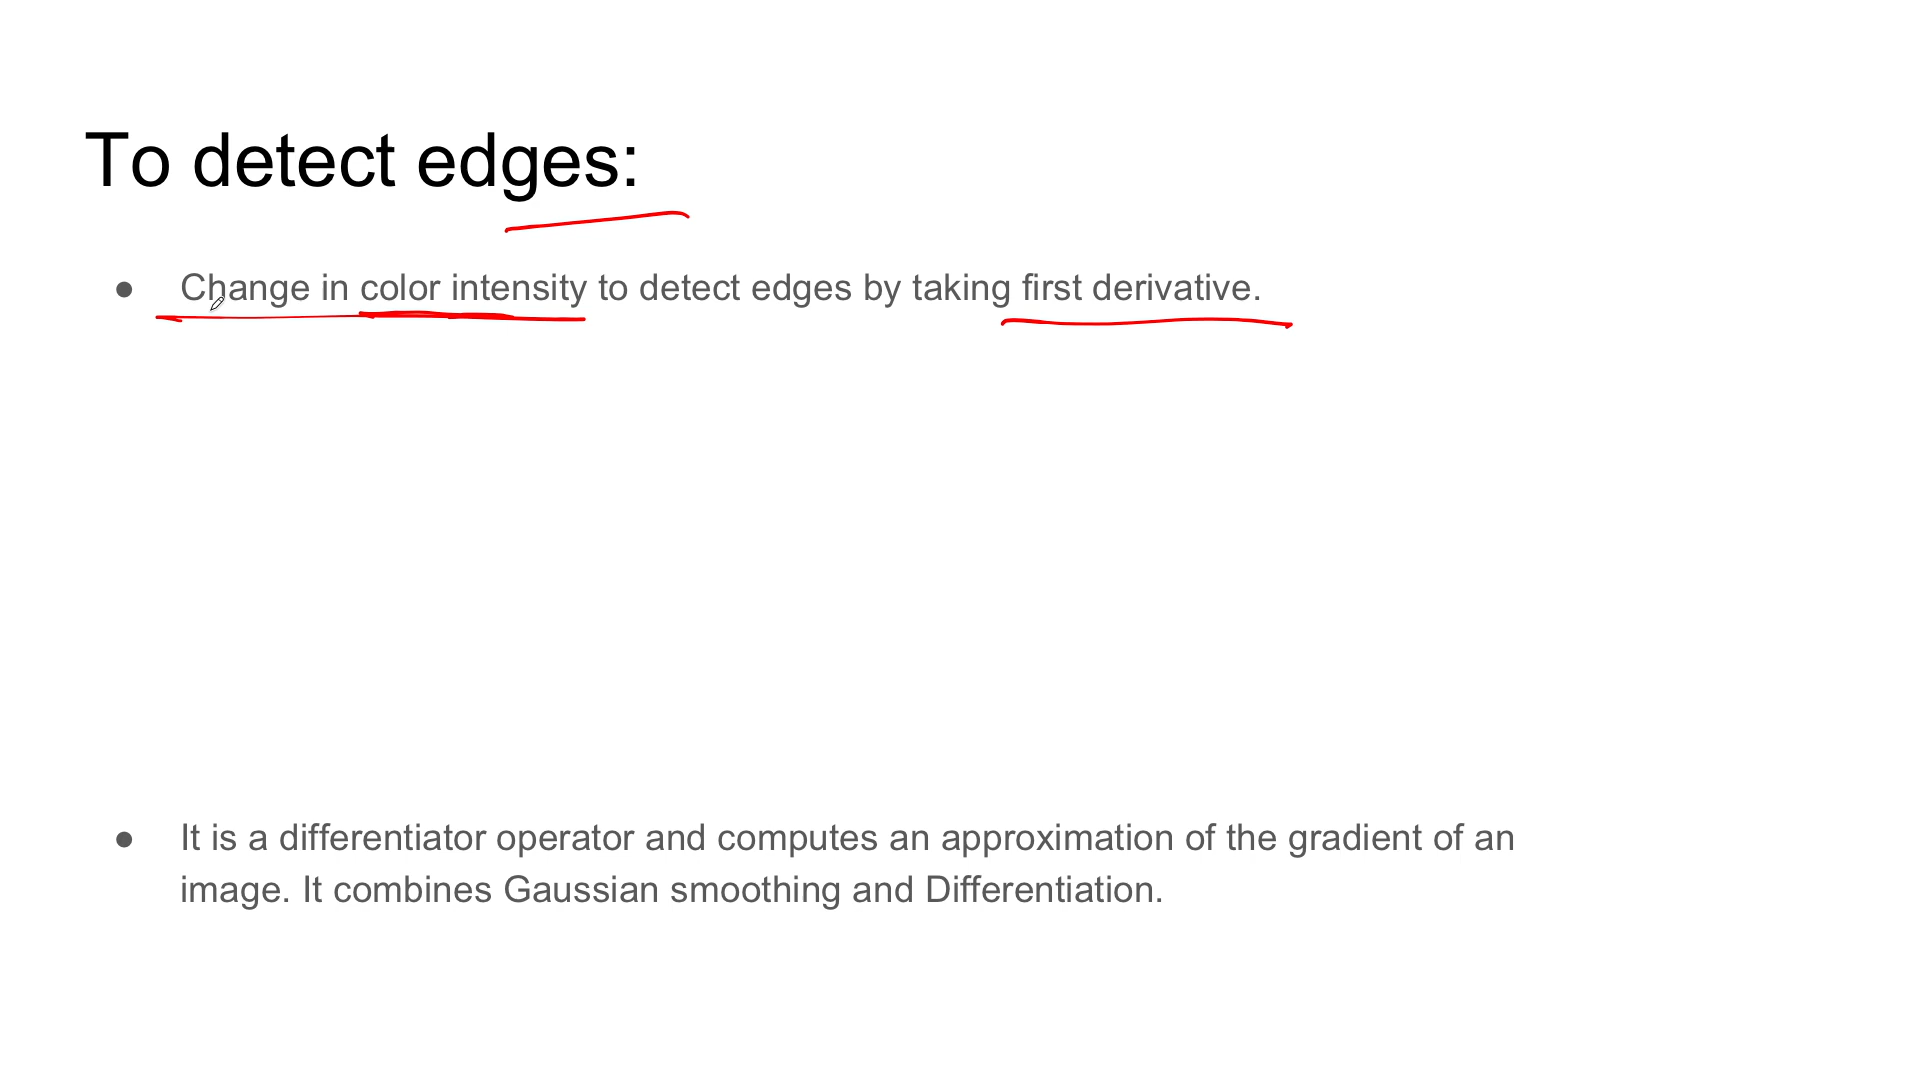 To detect edges:
● Change in color intensity to detect edges by taking first derivative.
● It is a differentiator operator and computes an approximation of the gradient of an
image. It combines Gaussian smoothing and Differentiation.